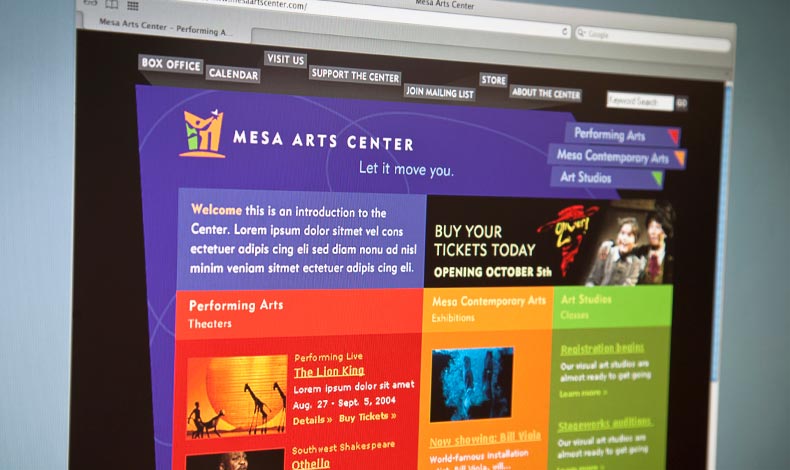 www.mesaartscenter.com/
Mesa Arts Center
Mesa Arts Center - Performing A...
Google
BOX OFFICE
CALENDAR
VISIT US
SUPPORT THE CENTER
JOIN MAILING LIST
STORE
ABOUT THE CENTER
Keyword Search
GO
MESA ARTS CENTER
Let it move you.
Performing Arts
Mesa Contemporary Arts
Art Studios
Welcome this is an introduction to the
Center. Lorem ipsum dolor sitmet vel cons
ectetuer adipis cing eli sed diam nonu ad nisl
minim veniam sitmet ectetuer adipis cing eli.
BUY YOUR
TICKETS TODAY
OPENING OCTOBER 5th
Oliver!
Performing Arts
Theaters
Performing Live
The Lion King
Lorem ipsum dolor sit amet
Aug. 27 - Sept. 5, 2004
Details » Buy Tickets »
Southwest Shakespeare
Othello
Mesa Contemporary Arts
Exhibitions
Now showing: Bill Viola
World-famous installation
artist, Bill Viola, will...
Art Studios
Classes
Registration begins
Our visual art studios are
almost ready to get going
Learn more »
Stageworks auditions
Our visual art studios are
almost ready to get going